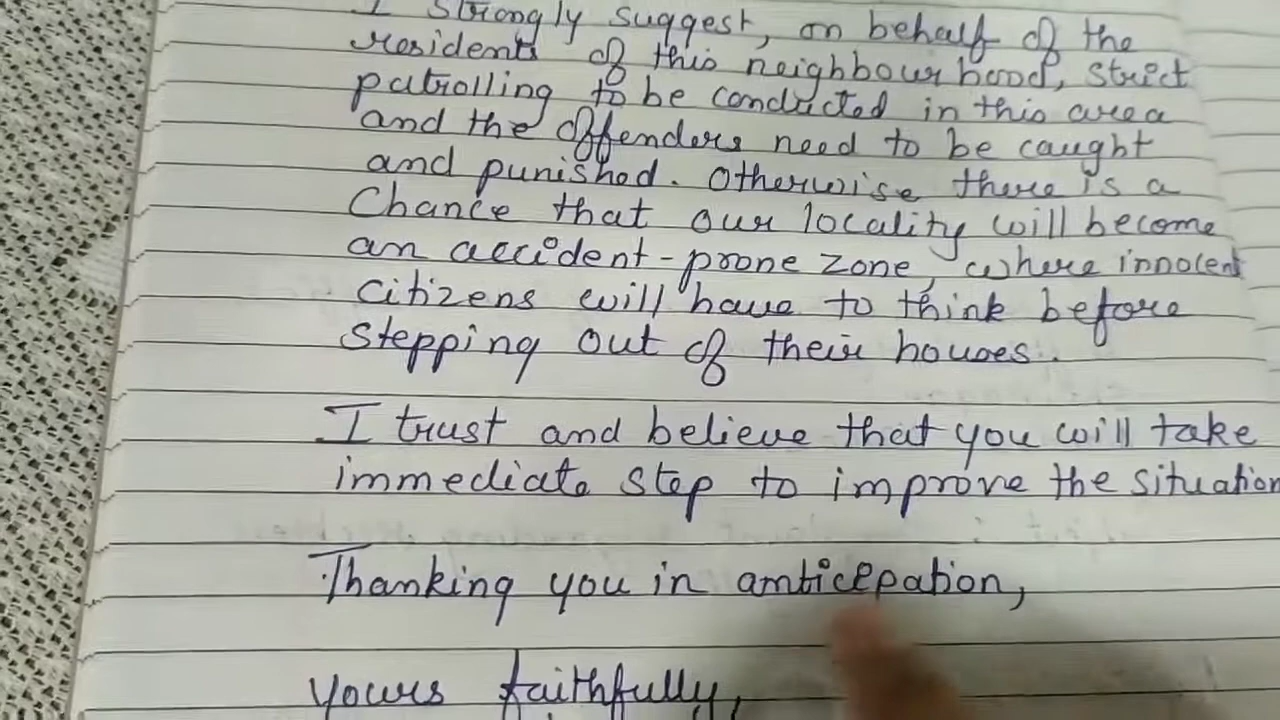 I strongly suggest, on behalf of the
residents of this neighbourhood, strict
patrolling to be conducted in this area
and the offenders need to be caught
and punished. Otherwise there is a
Chance that our locality will become
an accident-prone zone, where innocent
citizens will have to think before
stepping out of their houses.
I trust and believe that you will take
immediate step to improve the situation
Thanking you in anticepation,
yours faithfully,